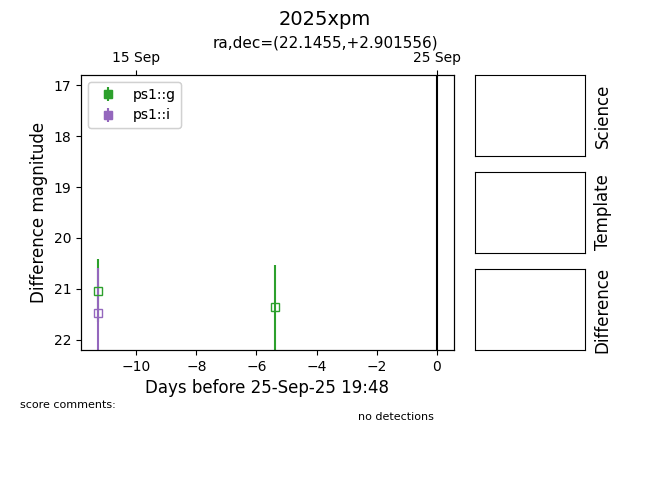 2025xpm
ra,dec=(22.1455,+2.901556)
15 Sep
25 Sep
ps1::g
ps1::i
17
18
19
20
21
22
Difference magnitude
−10
−8
−6
−4
−2
0
Days before 25-Sep-25 19:48
Science
Template
Difference
score comments:
no detections